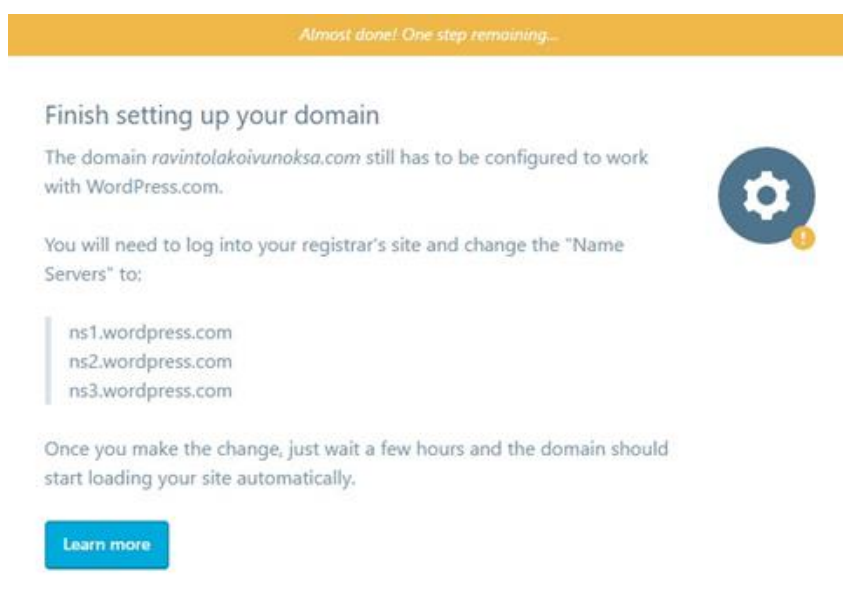 Almost done! One step remaining...
Finish setting up your domain
The domain ravintolakoivunoksa.com still has to be configured to work
with WordPress.com.
You will need to log into your registrar's site and change the "Name
Servers" to:
ns1.wordpress.com
ns2.wordpress.com
ns3.wordpress.com
Once you make the change, just wait a few hours and the domain should
start loading your site automatically.
Learn more